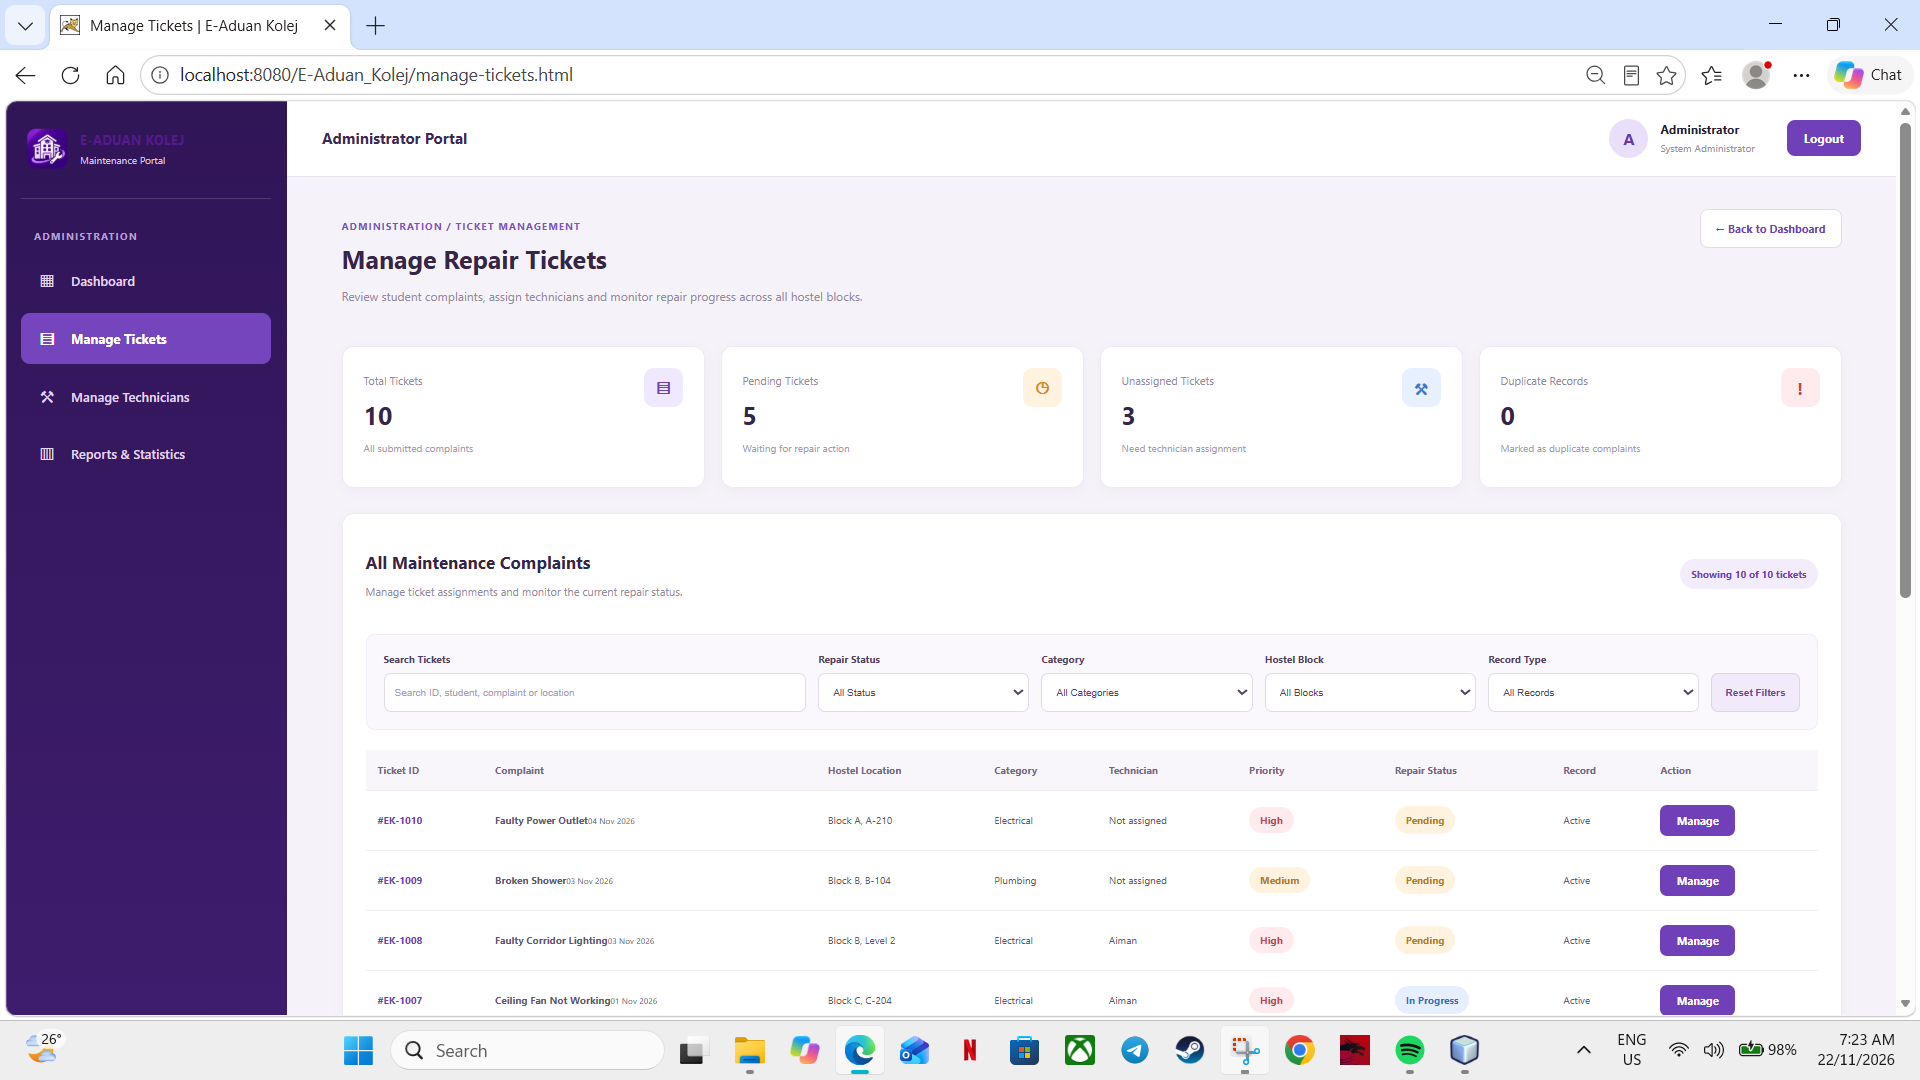 Manage Tickets | E-Aduan Kolej
localhost:8080/E-Aduan_Kolej/manage-tickets.html
Chat
E-ADUAN KOLEJ
Maintenance Portal
ADMINISTRATION
Dashboard
Manage Tickets
Manage Technicians
Reports & Statistics
Administrator Portal
A
Administrator
System Administrator
Logout
ADMINISTRATION / TICKET MANAGEMENT
Manage Repair Tickets
Review student complaints, assign technicians and monitor repair progress across all hostel blocks.
← Back to Dashboard
Total Tickets
10
All submitted complaints
Pending Tickets
5
Waiting for repair action
Unassigned Tickets
3
Need technician assignment
Duplicate Records
0
Marked as duplicate complaints
!
All Maintenance Complaints
Manage ticket assignments and monitor the current repair status.
Showing 10 of 10 tickets
Search Tickets Repair Status Category Hostel Block Record Type
Search ID, student, complaint or location All Status All Categories All Blocks All Records Reset Filters
Ticket ID Complaint Hostel Location Category Technician Priority Repair Status Record Action
#EK-1010 Faulty Power Outlet04 Nov 2026 Block A, A-210 Electrical Not assigned High Pending Active Manage
#EK-1009 Broken Shower03 Nov 2026 Block B, B-104 Plumbing Not assigned Medium Pending Active Manage
#EK-1008 Faulty Corridor Lighting03 Nov 2026 Block B, Level 2 Electrical Aiman High Pending Active Manage
#EK-1007 Ceiling Fan Not Working01 Nov 2026 Block C, C-204 Electrical Aiman High In Progress Active Manage
26°
Search
N
ENG
US
98%
7:23 AM
22/11/2026